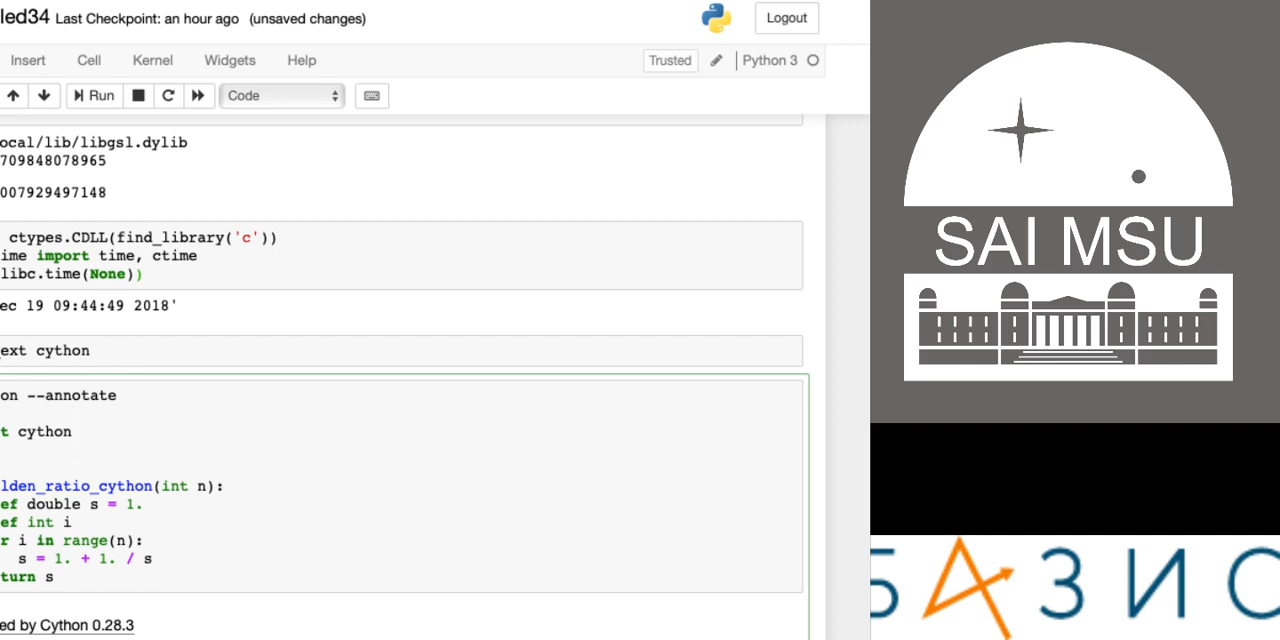 led34 Last Checkpoint: an hour ago (unsaved changes)
Logout
Insert Cell Kernel Widgets Help
Trusted Python 3
Run Code
ocal/lib/libgsl.dylib
709848078965
007929497148
ctypes.CDLL(find_library('c'))
ime import time, ctime
libc.time(None))
ec 19 09:44:49 2018'
ext cython
on --annotate
t cython
lden_ratio_cython(int n):
ef double s = 1.
ef int i
r i in range(n):
s = 1. + 1. / s
turn s
ed by Cython 0.28.3
SAI MSU
БАЗИС